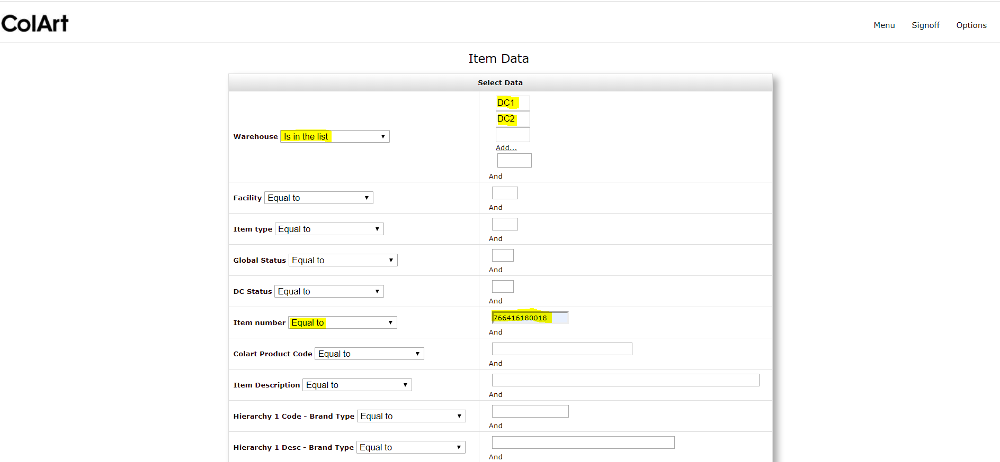 ColArt
Menu Signoff Options
Item Data
Select Data
DC1
DC2
Warehouse Is in the list
Add...
And
Facility Equal to
And
Item type Equal to
And
Global Status Equal to
And
DC Status Equal to
And
Item number Equal to 766416180018
And
Colart Product Code Equal to
And
Item Description Equal to
And
Hierarchy 1 Code - Brand Type Equal to
And
Hierarchy 1 Desc - Brand Type Equal to
And